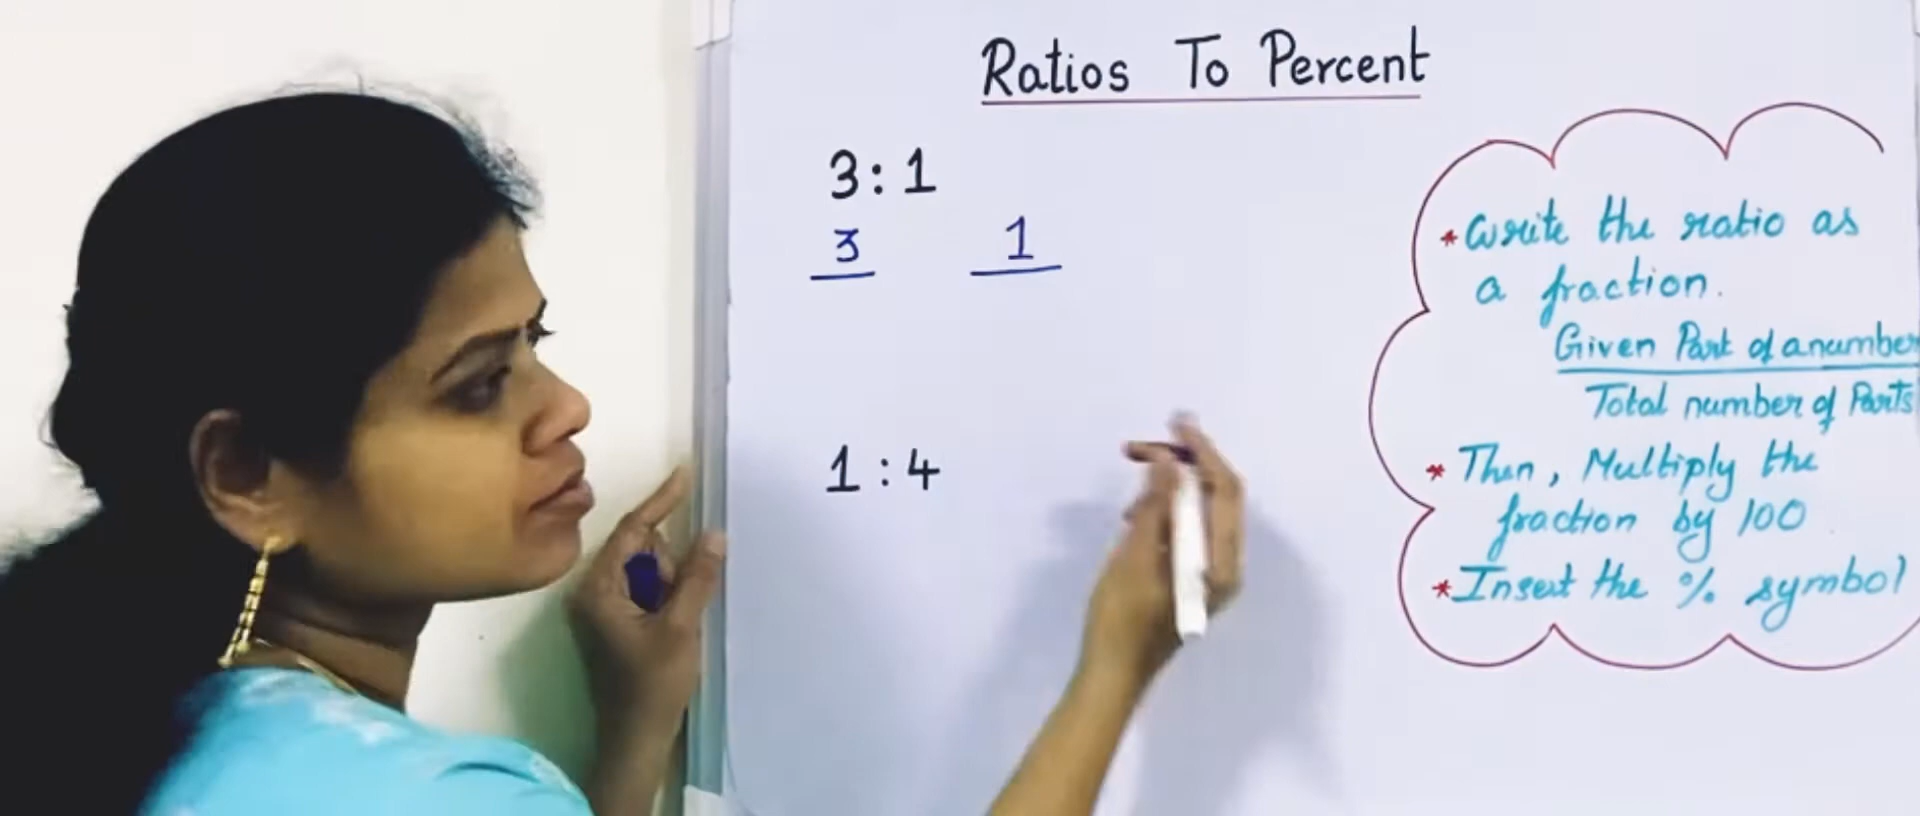 Ratios To Percent
3:1
3 1
1:4
*Write the ratio as
a fraction.
Given Part of a number
Total number of Parts
*Then, Multiply the
fraction by 100
*Insert the % symbol